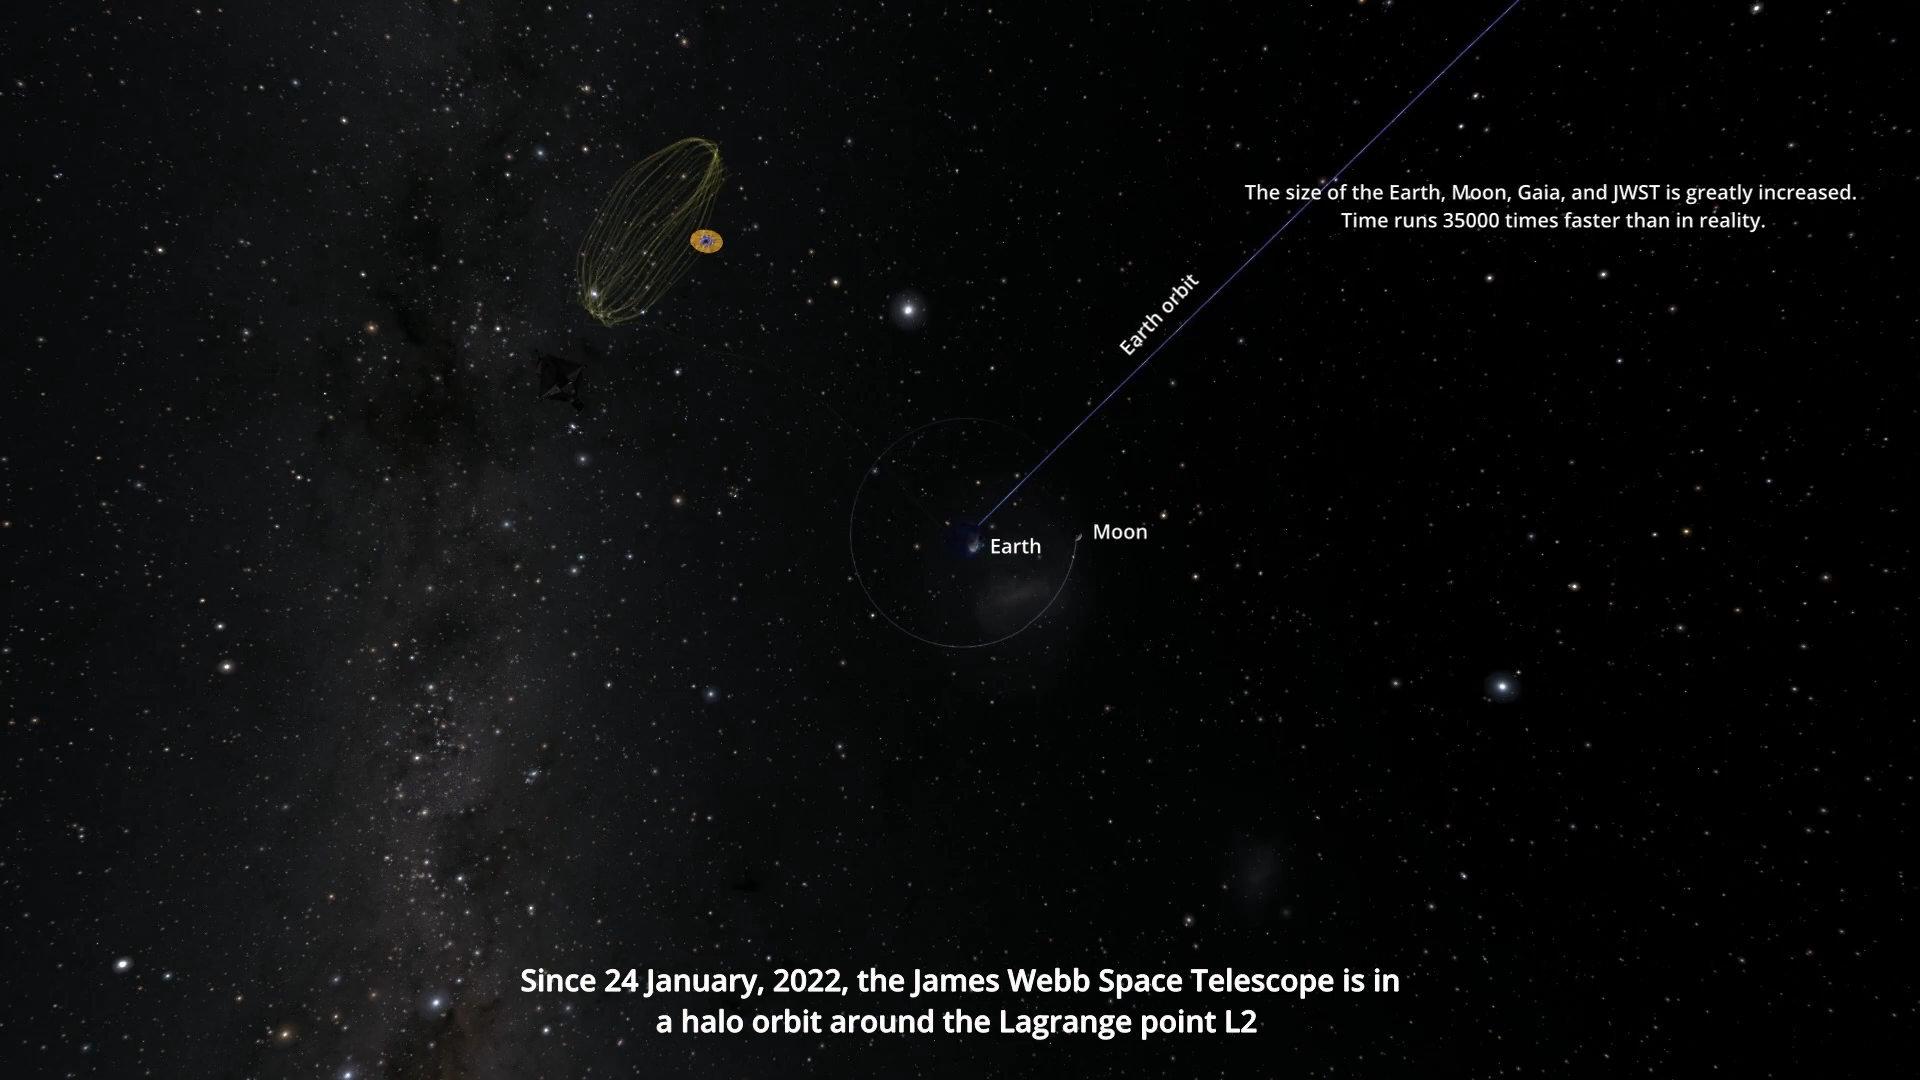 The size of the Earth, Moon, Gaia, and JWST is greatly increased.
Time runs 35000 times faster than in reality.
Earth orbit
Moon
Earth
Since 24 January, 2022, the James Webb Space Telescope is in
a halo orbit around the Lagrange point L2